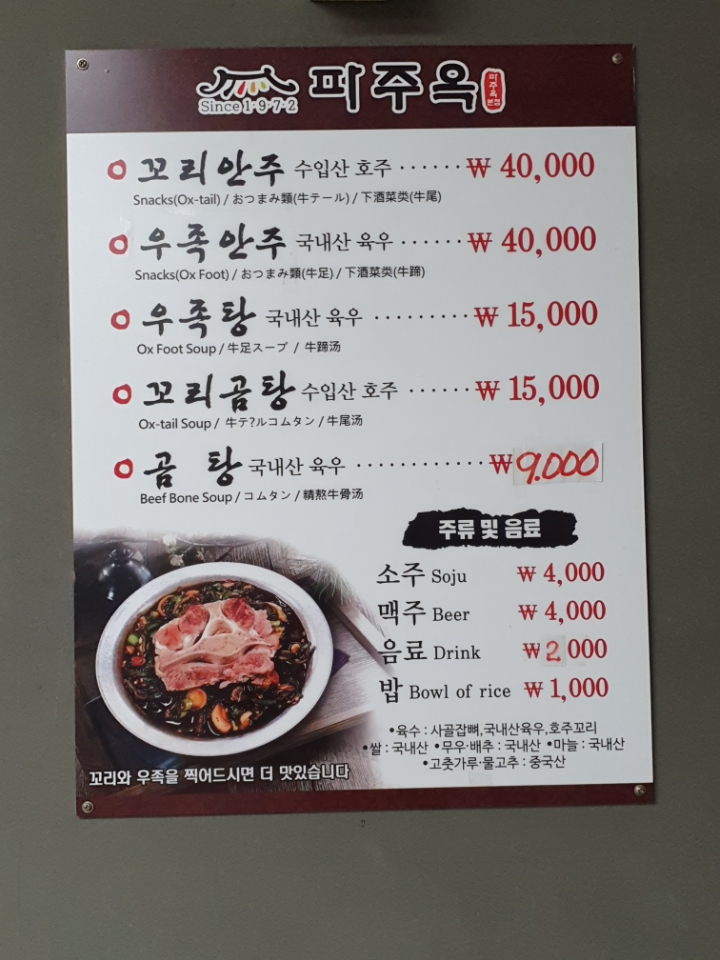 Since 1·9·7·2 파주옥 파주옥 본점
꼬리안주 수입산 호주 ······ ₩ 40,000
Snacks(Ox-tail) / おつまみ類(牛テール) / 下酒菜类(牛尾)
우족안주 국내산 육우 ······ ₩ 40,000
Snacks(Ox Foot) / おつまみ類(牛足) / 下酒菜类(牛蹄)
우족탕 국내산 육우 ········· ₩ 15,000
Ox Foot Soup / 牛足スープ / 牛蹄汤
꼬리곰탕 수입산 호주 ······ ₩ 15,000
Ox-tail Soup / 牛テ?ルコムタン / 牛尾汤
곰 탕 국내산 육우 ············ ₩9.000
Beef Bone Soup / コムタン / 精熬牛骨汤
주류 및 음료
소주 Soju ₩ 4,000
맥주 Beer ₩ 4,000
음료 Drink ₩2 000
밥 Bowl of rice ₩ 1,000
•육수 : 사골잡뼈,국내산육우,호주꼬리
•쌀 : 국내산 •무우·배추 : 국내산 •마늘 : 국내산
•고춧가루·물고추 : 중국산
꼬리와 우족을 찍어드시면 더 맛있습니다